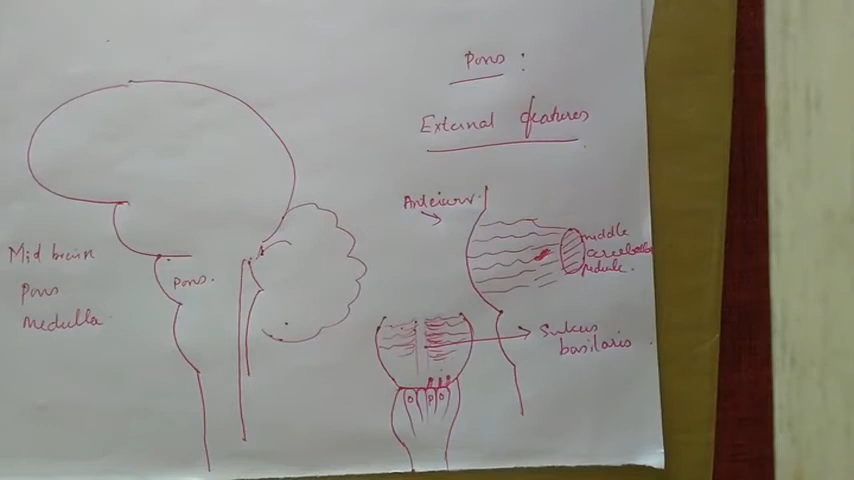 Pons :
External features
Anterior
Mid brain
Pons
Medulla
Pons.
middle
cerebellar
peduncle.
Sulcus
basilaris
O P O